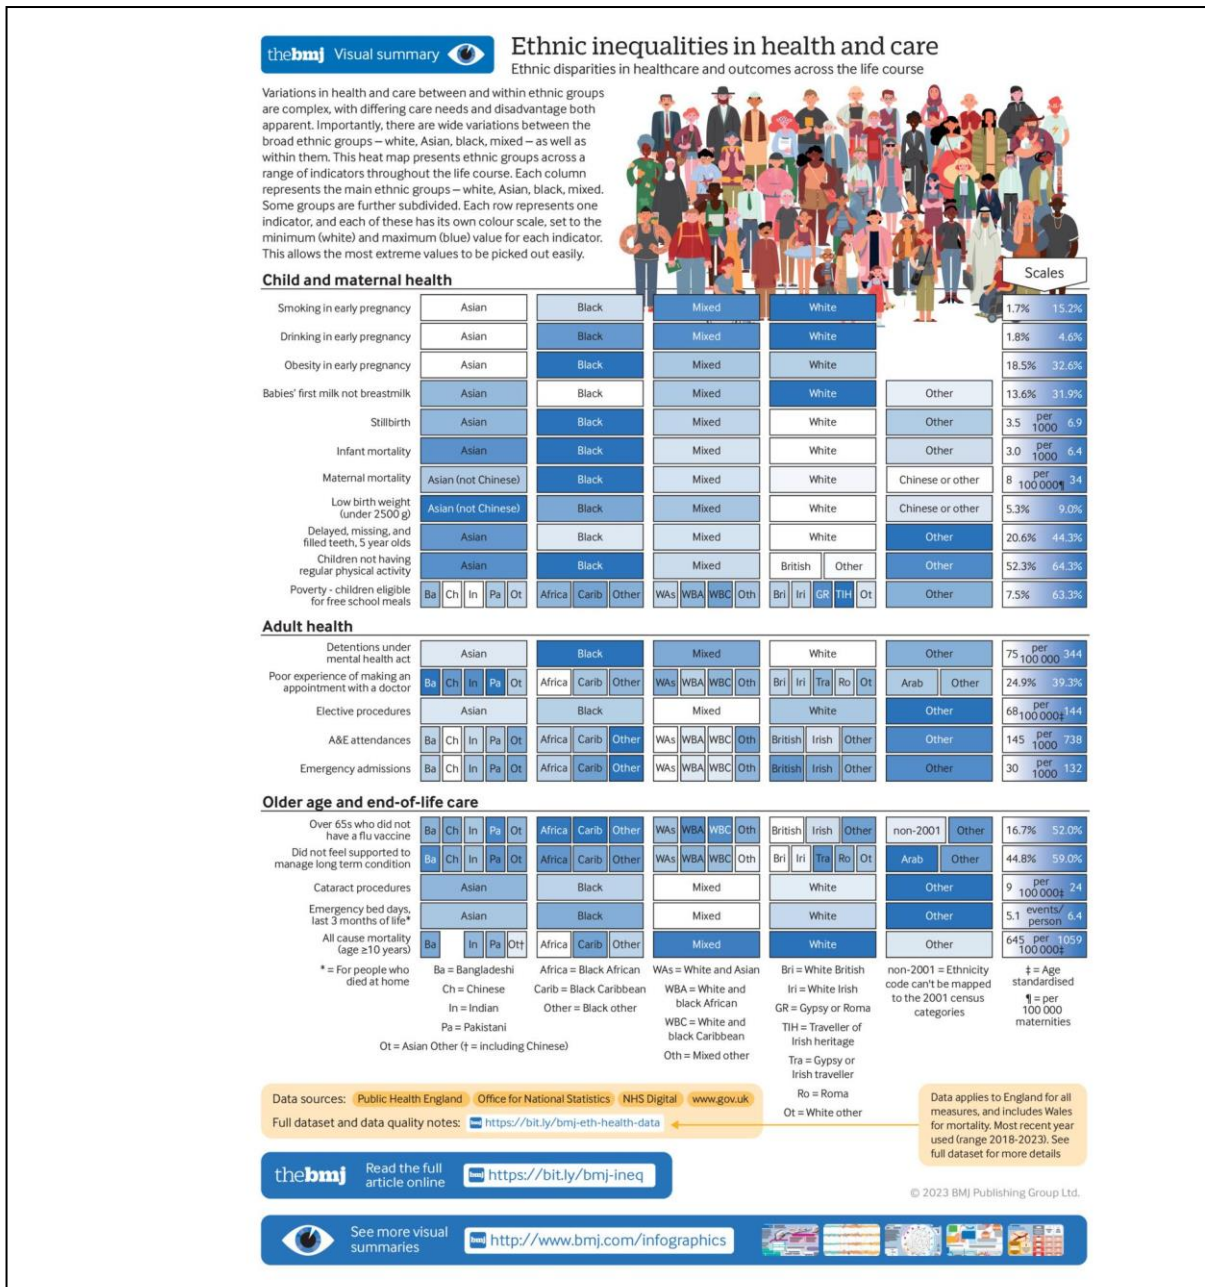 thebmj Visual summary
Ethnic inequalities in health and care
Ethnic disparities in healthcare and outcomes across the life course
Variations in health and care between and within ethnic groups
are complex, with differing care needs and disadvantage both
apparent. Importantly, there are wide variations between the
broad ethnic groups – white, Asian, black, mixed – as well as
within them. This heat map presents ethnic groups across a
range of indicators throughout the life course. Each column
represents the main ethnic groups – white, Asian, black, mixed.
Some groups are further subdivided. Each row represents one
indicator, and each of these has its own colour scale, set to the
minimum (white) and maximum (blue) value for each indicator.
This allows the most extreme values to be picked out easily.
Scales
Child and maternal health
Smoking in early pregnancy Asian Black Mixed White 1.7% 15.2%
Drinking in early pregnancy Asian Black Mixed White 1.8% 4.6%
Obesity in early pregnancy Asian Black Mixed White 18.5% 32.6%
Babies' first milk not breastmilk Asian Black Mixed White Other 13.6% 31.9%
Stillbirth Asian Black Mixed White Other 3.5 per 1000 6.9
Infant mortality Asian Black Mixed White Other 3.0 per 1000 6.4
Maternal mortality Asian (not Chinese) Black Mixed White Chinese or other 8 per 100 000¶ 34
Low birth weight
(under 2500 g) Asian (not Chinese) Black Mixed White Chinese or other 5.3% 9.0%
Delayed, missing, and
filled teeth, 5 year olds Asian Black Mixed White Other 20.6% 44.3%
Children not having
regular physical activity Asian Black Mixed British Other Other 52.3% 64.3%
Poverty - children eligible
for free school meals Ba Ch In Pa Ot Africa Carib Other WAs WBA WBC Oth Bri Iri GR TIH Ot Other 7.5% 63.3%
Adult health
Detentions under
mental health act Asian Black Mixed White Other 75 per 100 000 344
Poor experience of making an
appointment with a doctor Ba Ch In Pa Ot Africa Carib Other WAs WBA WBC Oth Bri Iri Tra Ro Ot Arab Other 24.9% 39.3%
Elective procedures Asian Black Mixed White Other 68 per 100 000‡ 144
A&E attendances Ba Ch In Pa Ot Africa Carib Other WAs WBA WBC Oth British Irish Other Other 145 per 1000 738
Emergency admissions Ba Ch In Pa Ot Africa Carib Other WAs WBA WBC Oth British Irish Other Other 30 per 1000 132
Older age and end-of-life care
Over 65s who did not
have a flu vaccine Ba Ch In Pa Ot Africa Carib Other WAs WBA WBC Oth British Irish Other non-2001 Other 16.7% 52.0%
Did not feel supported to
manage long term condition Ba Ch In Pa Ot Africa Carib Other WAs WBA WBC Oth Bri Iri Tra Ro Ot Arab Other 44.8% 59.0%
Cataract procedures Asian Black Mixed White Other 9 per 100 000‡ 24
Emergency bed days,
last 3 months of life* Asian Black Mixed White Other 5.1 events/ person 6.4
All cause mortality
(age ≥10 years) Ba In Pa Ot† Africa Carib Other Mixed White Other 645 per 100 000‡ 1059
* = For people who
died at home
Ba = Bangladeshi
Ch = Chinese
In = Indian
Pa = Pakistani
Ot = Asian Other († = including Chinese)
Africa = Black African
Carib = Black Caribbean
Other = Black other
WAs = White and Asian
WBA = White and
black African
WBC = White and
black Caribbean
Oth = Mixed other
Bri = White British
Iri = White Irish
GR = Gypsy or Roma
TIH = Traveller of
Irish heritage
Tra = Gypsy or
Irish traveller
Ro = Roma
Ot = White other
non-2001 = Ethnicity
code can't be mapped
to the 2001 census
categories
‡ = Age
standardised
¶ = per
100 000
maternities
Data sources: Public Health England Office for National Statistics NHS Digital www.gov.uk
Full dataset and data quality notes: bmj https://bit.ly/bmj-eth-health-data
Data applies to England for all
measures, and includes Wales
for mortality. Most recent year
used (range 2018-2023). See
full dataset for more details
thebmj Read the full
article online bmj https://bit.ly/bmj-ineq
© 2023 BMJ Publishing Group Ltd.
See more visual
summaries bmj http://www.bmj.com/infographics